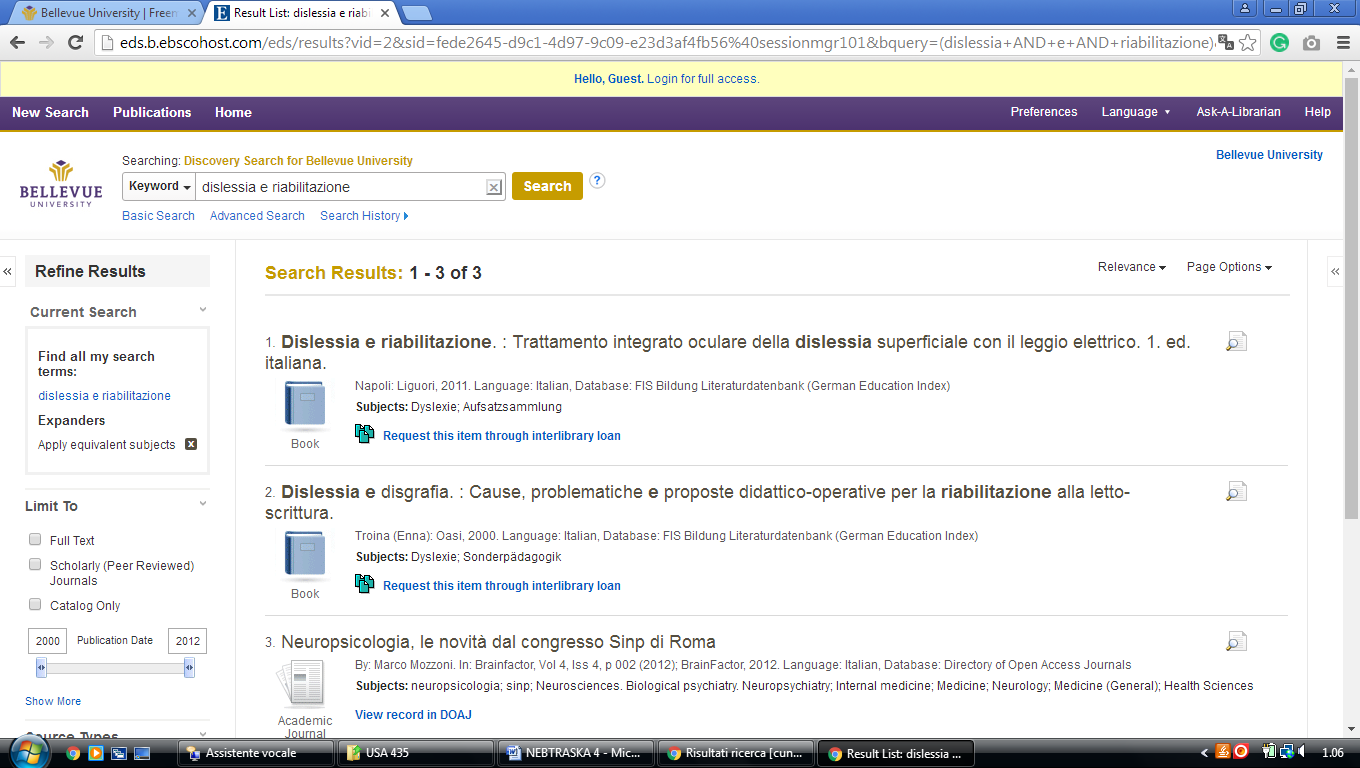 Bellevue University | Freem
Result List: dislessia e riabi
eds.b.ebscohost.com/eds/results?vid=2&sid=fede2645-d9c1-4d97-9c09-e23d3af4fb56%40sessionmgr101&bquery=(dislessia+AND+e+AND+riabilitazione)
Hello, Guest. Login for full access.
New Search Publications Home
Preferences Language Ask-A-Librarian Help
BELLEVUE
UNIVERSITY
Searching: Discovery Search for Bellevue University
Bellevue University
Keyword dislessia e riabilitazione Search ?
Basic Search Advanced Search Search History
Refine Results
Current Search
Find all my search
terms:
dislessia e riabilitazione
Expanders
Apply equivalent subjects
Limit To
Full Text
Scholarly (Peer Reviewed)
Journals
Catalog Only
2000 Publication Date 2012
Show More
Source Types
Search Results: 1 - 3 of 3
Relevance Page Options
1. Dislessia e riabilitazione. : Trattamento integrato oculare della dislessia superficiale con il leggio elettrico. 1. ed.
italiana.
Napoli: Liguori, 2011. Language: Italian, Database: FIS Bildung Literaturdatenbank (German Education Index)
Subjects: Dyslexie; Aufsatzsammlung
Book
Request this item through interlibrary loan
2. Dislessia e disgrafia. : Cause, problematiche e proposte didattico-operative per la riabilitazione alla letto-
scrittura.
Troina (Enna): Oasi, 2000. Language: Italian, Database: FIS Bildung Literaturdatenbank (German Education Index)
Subjects: Dyslexie; Sonderpädagogik
Book
Request this item through interlibrary loan
3. Neuropsicologia, le novità dal congresso Sinp di Roma
By: Marco Mozzoni. In: Brainfactor, Vol 4, Iss 4, p 002 (2012); BrainFactor, 2012. Language: Italian, Database: Directory of Open Access Journals
Subjects: neuropsicologia; sinp; Neurosciences. Biological psychiatry. Neuropsychiatry; Internal medicine; Medicine; Neurology; Medicine (General); Health Sciences
Academic
Journal
View record in DOAJ
Assistente vocale
USA 435
NEBTRASKA 4 - Mic...
Risultati ricerca [cun...
Result List: dislessia ...
1.06